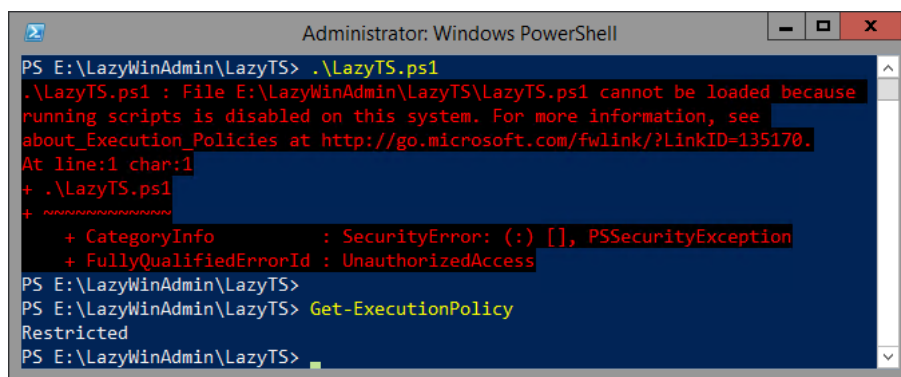 Administrator: Windows PowerShell
PS E:\LazyWinAdmin\LazyTS> .\LazyTS.ps1
.\LazyTS.ps1 : File E:\LazyWinAdmin\LazyTS\LazyTS.ps1 cannot be loaded because
running scripts is disabled on this system. For more information, see
about_Execution_Policies at http://go.microsoft.com/fwlink/?LinkID=135170.
At line:1 char:1
+ .\LazyTS.ps1
+ ~~~~~~~~~~~~
    + CategoryInfo          : SecurityError: (:) [], PSSecurityException
    + FullyQualifiedErrorId : UnauthorizedAccess
PS E:\LazyWinAdmin\LazyTS>
PS E:\LazyWinAdmin\LazyTS> Get-ExecutionPolicy
Restricted
PS E:\LazyWinAdmin\LazyTS>